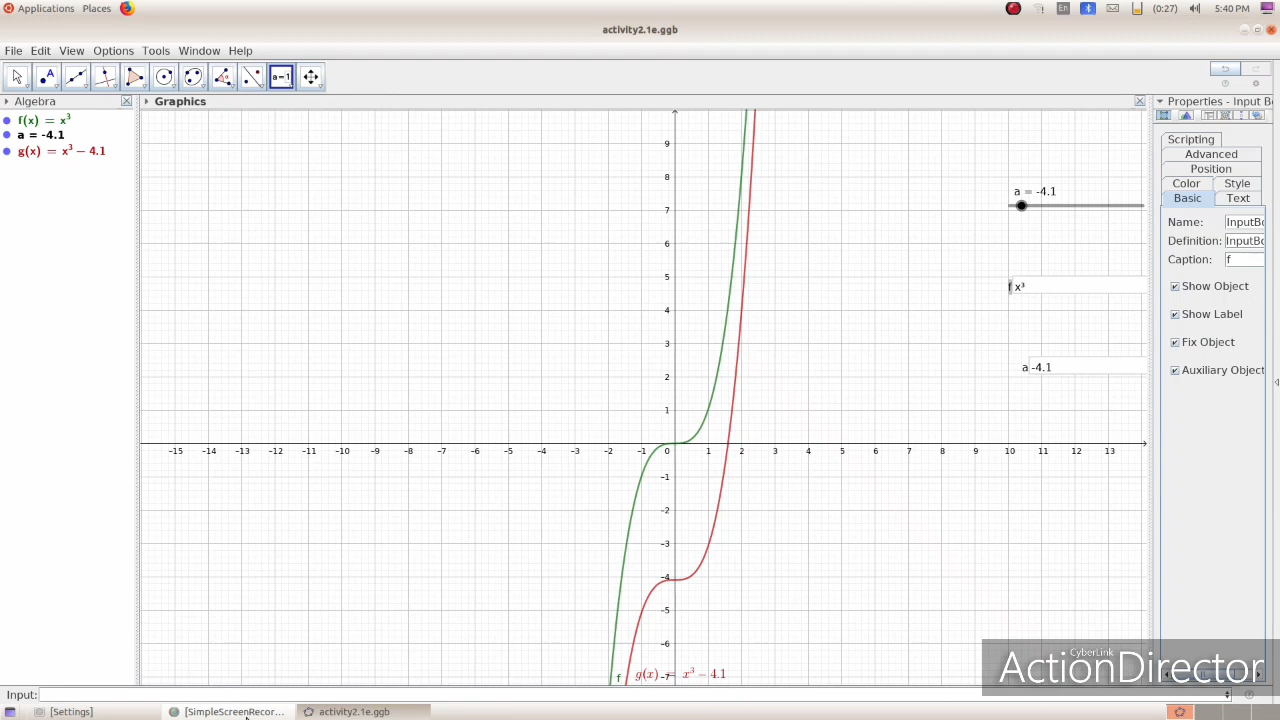 Applications Places En (0:27) 5:40 PM
activity2.1e.ggb
File Edit View Options Tools Window Help
a=1
Algebra
Graphics
Properties - Input Bo
f(x) = x³
a = -4.1
g(x) = x³ − 4.1
Scripting
Advanced
Position
Color Style
Basic Text
Name: InputBo
Definition: InputBo
Caption: f
Show Object
Show Label
Fix Object
Auxiliary Object
a = -4.1
f x³
a -4.1
9
8
7
6
5
4
3
2
1
-15 -14 -13 -12 -11 -10 -9 -8 -7 -6 -5 -4 -3 -2 -1 0 1 2 3 4 5 6 7 8 9 10 11 12 13
-1
-2
-3
-4
-5
-6
-7
f
g(x) = x³ − 4.1
CyberLink
ActionDirector
Input:
[Settings] [SimpleScreenRecor... activity2.1e.ggb